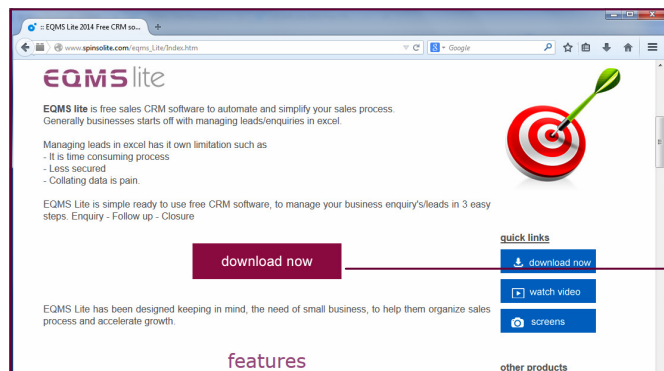 :: EQMS Lite 2014 Free CRM so...
www.spinsolite.com/eqms_Lite/Index.htm
Google
EQMS lite
EQMS lite is free sales CRM software to automate and simplify your sales process.
Generally businesses starts off with managing leads/enquiries in excel.
Managing leads in excel has it own limitation such as
- It is time consuming process
- Less secured
- Collating data is pain.
EQMS Lite is simple ready to use free CRM software, to manage your business enquiry's/leads in 3 easy
steps. Enquiry - Follow up - Closure
download now
quick links
download now
watch video
screens
EQMS Lite has been designed keeping in mind, the need of small business, to help them organize sales
process and accelerate growth.
features
other products